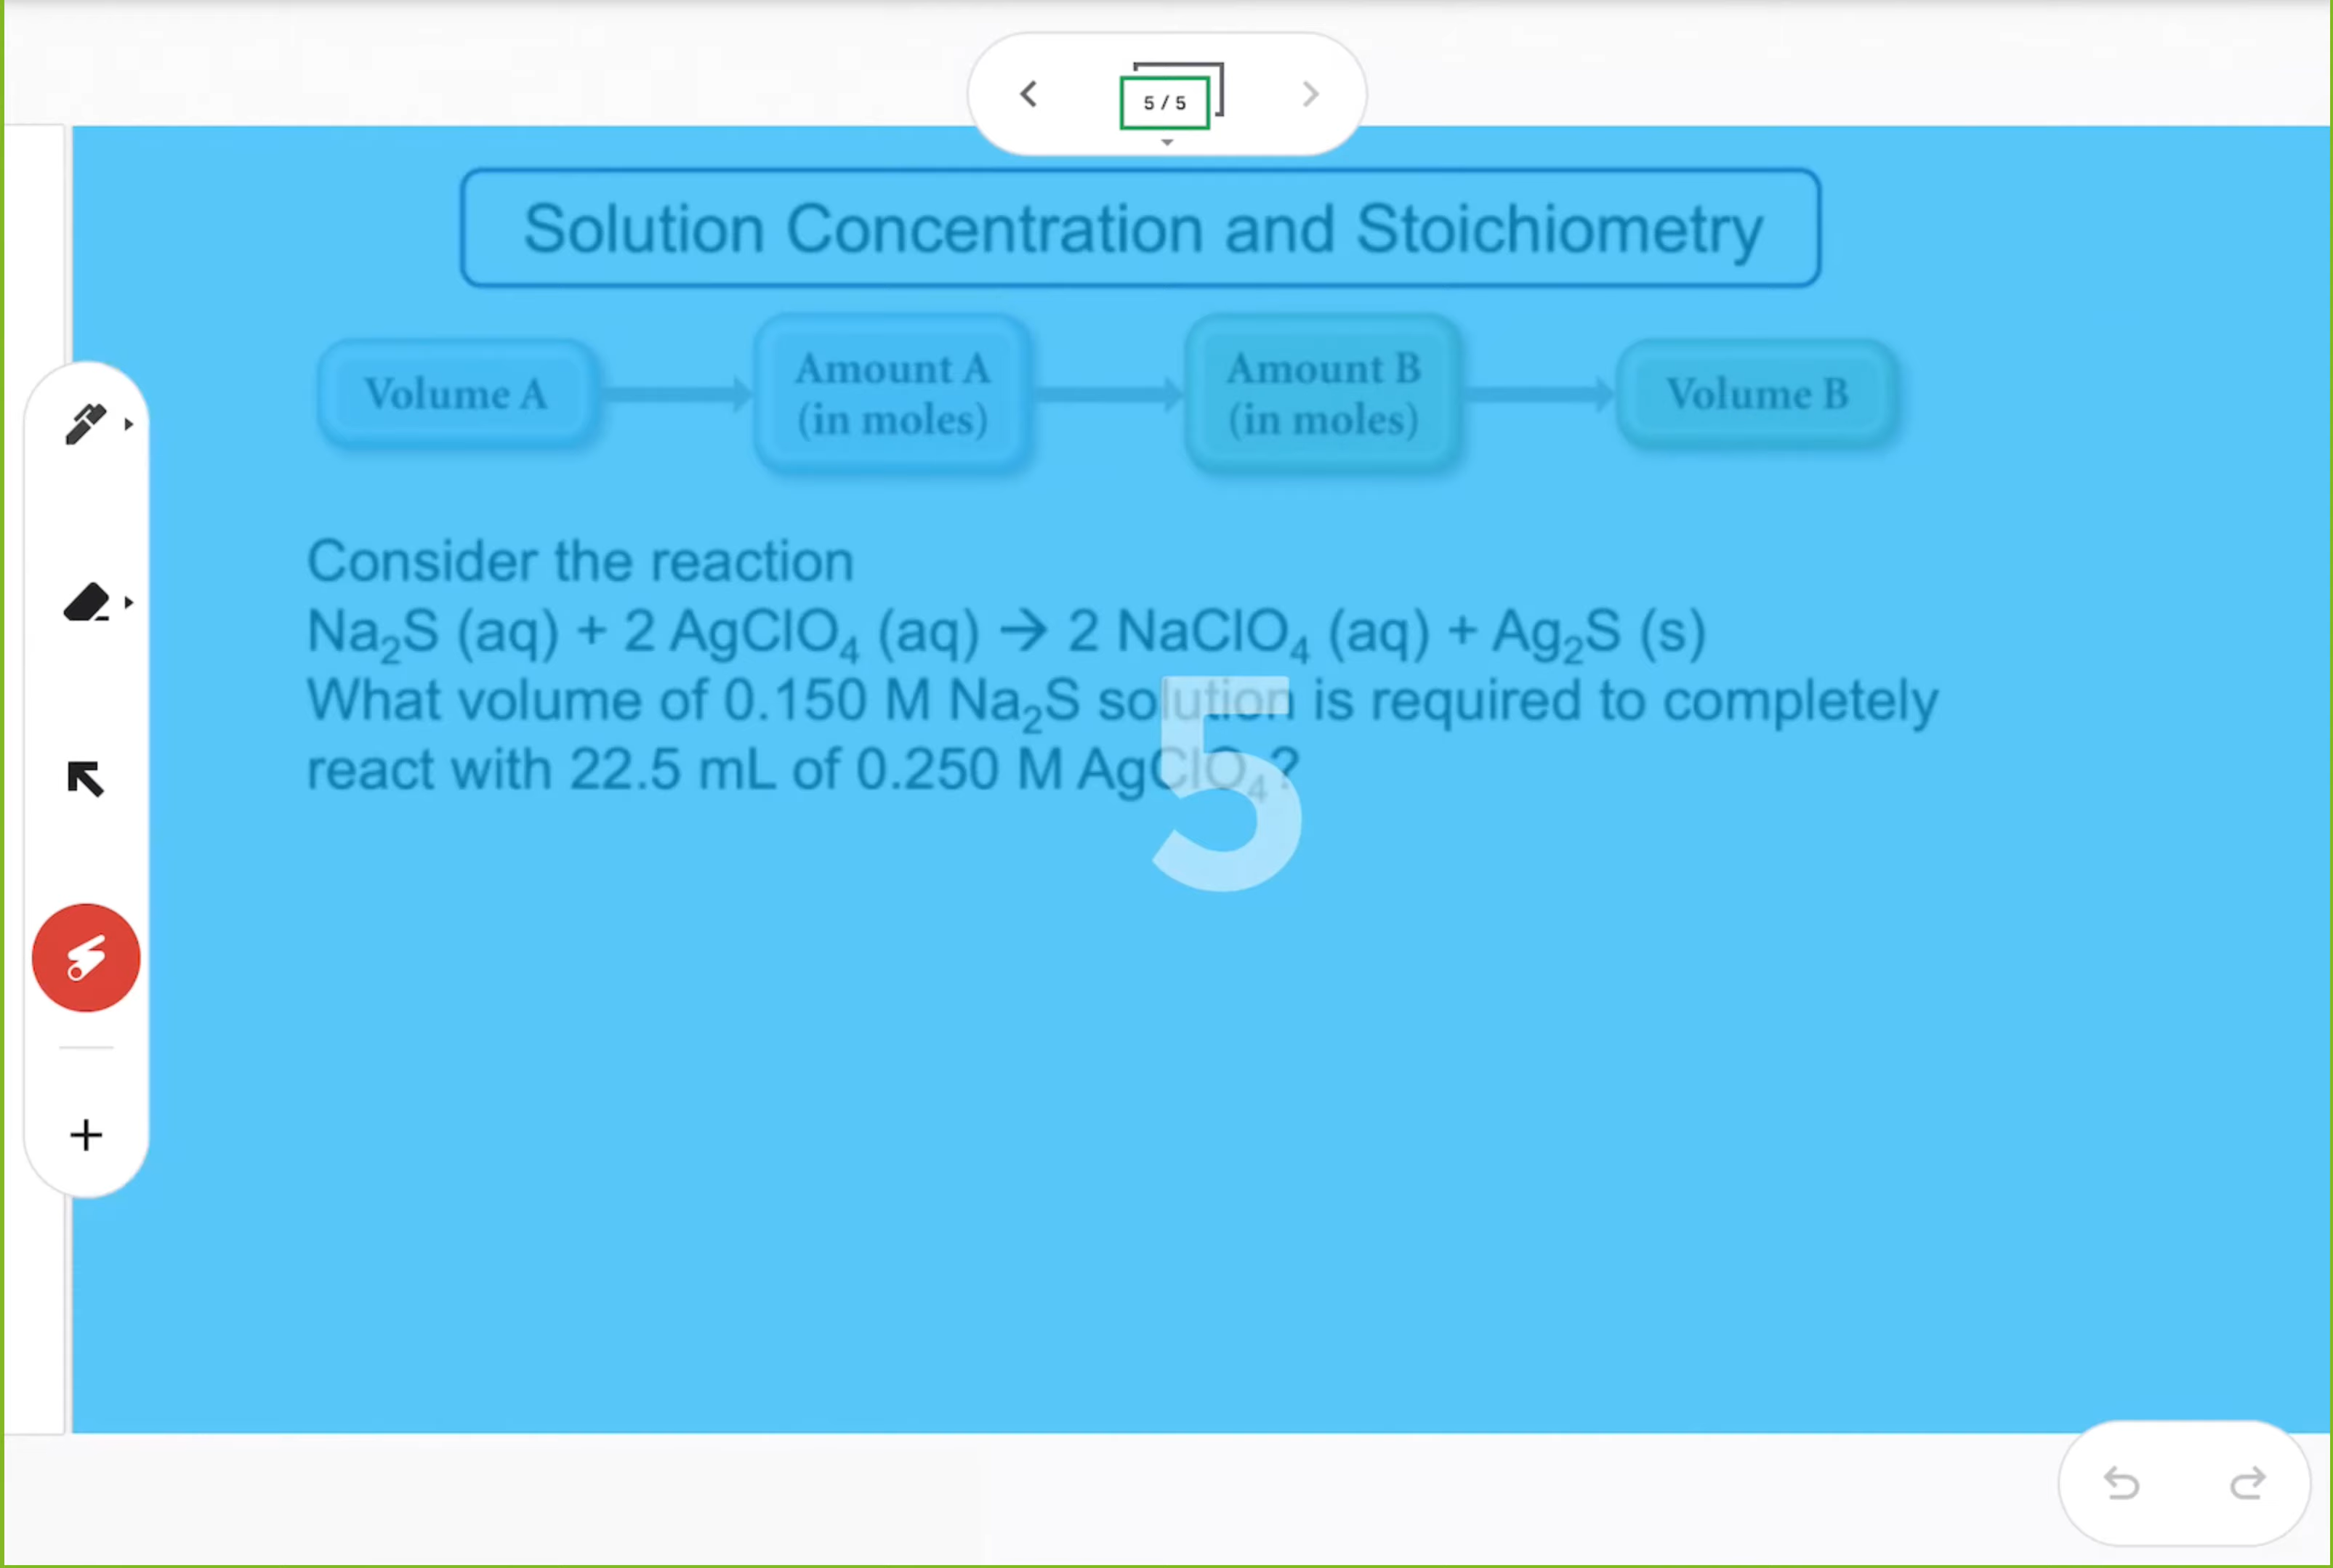 5 / 5
Solution Concentration and Stoichiometry
Volume A
Amount A
(in moles)
Amount B
(in moles)
Volume B
Consider the reaction
Na₂S (aq) + 2 AgClO₄ (aq) → 2 NaClO₄ (aq) + Ag₂S (s)
What volume of 0.150 M Na₂S solution is required to completely
react with 22.5 mL of 0.250 M AgClO₄?
5